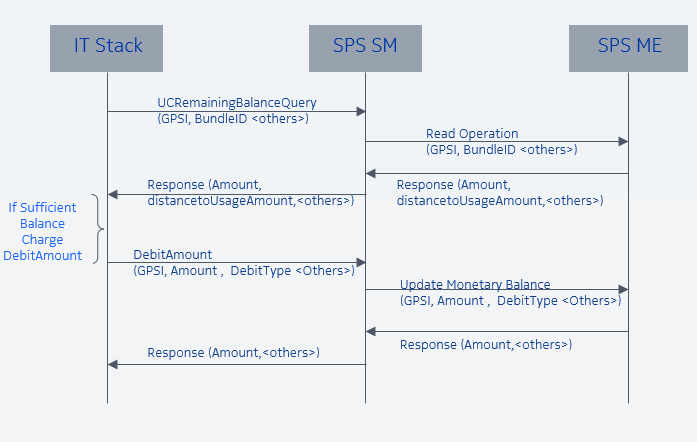 IT Stack
SPS SM
SPS ME
UCRemainingBalanceQuery
(GPSI, BundleID <others>)
Read Operation
(GPSI, BundleID <others>)
Response (Amount,
distancetoUsageAmount,<others>)
Response (Amount,
distancetoUsageAmount,<others>)
If Sufficient
Balance
Charge
DebitAmount
DebitAmount
(GPSI, Amount , DebitType <Others>)
Update Monetary Balance
(GPSI, Amount , DebitType <Others>)
Response (Amount,<others>)
Response (Amount,<others>)